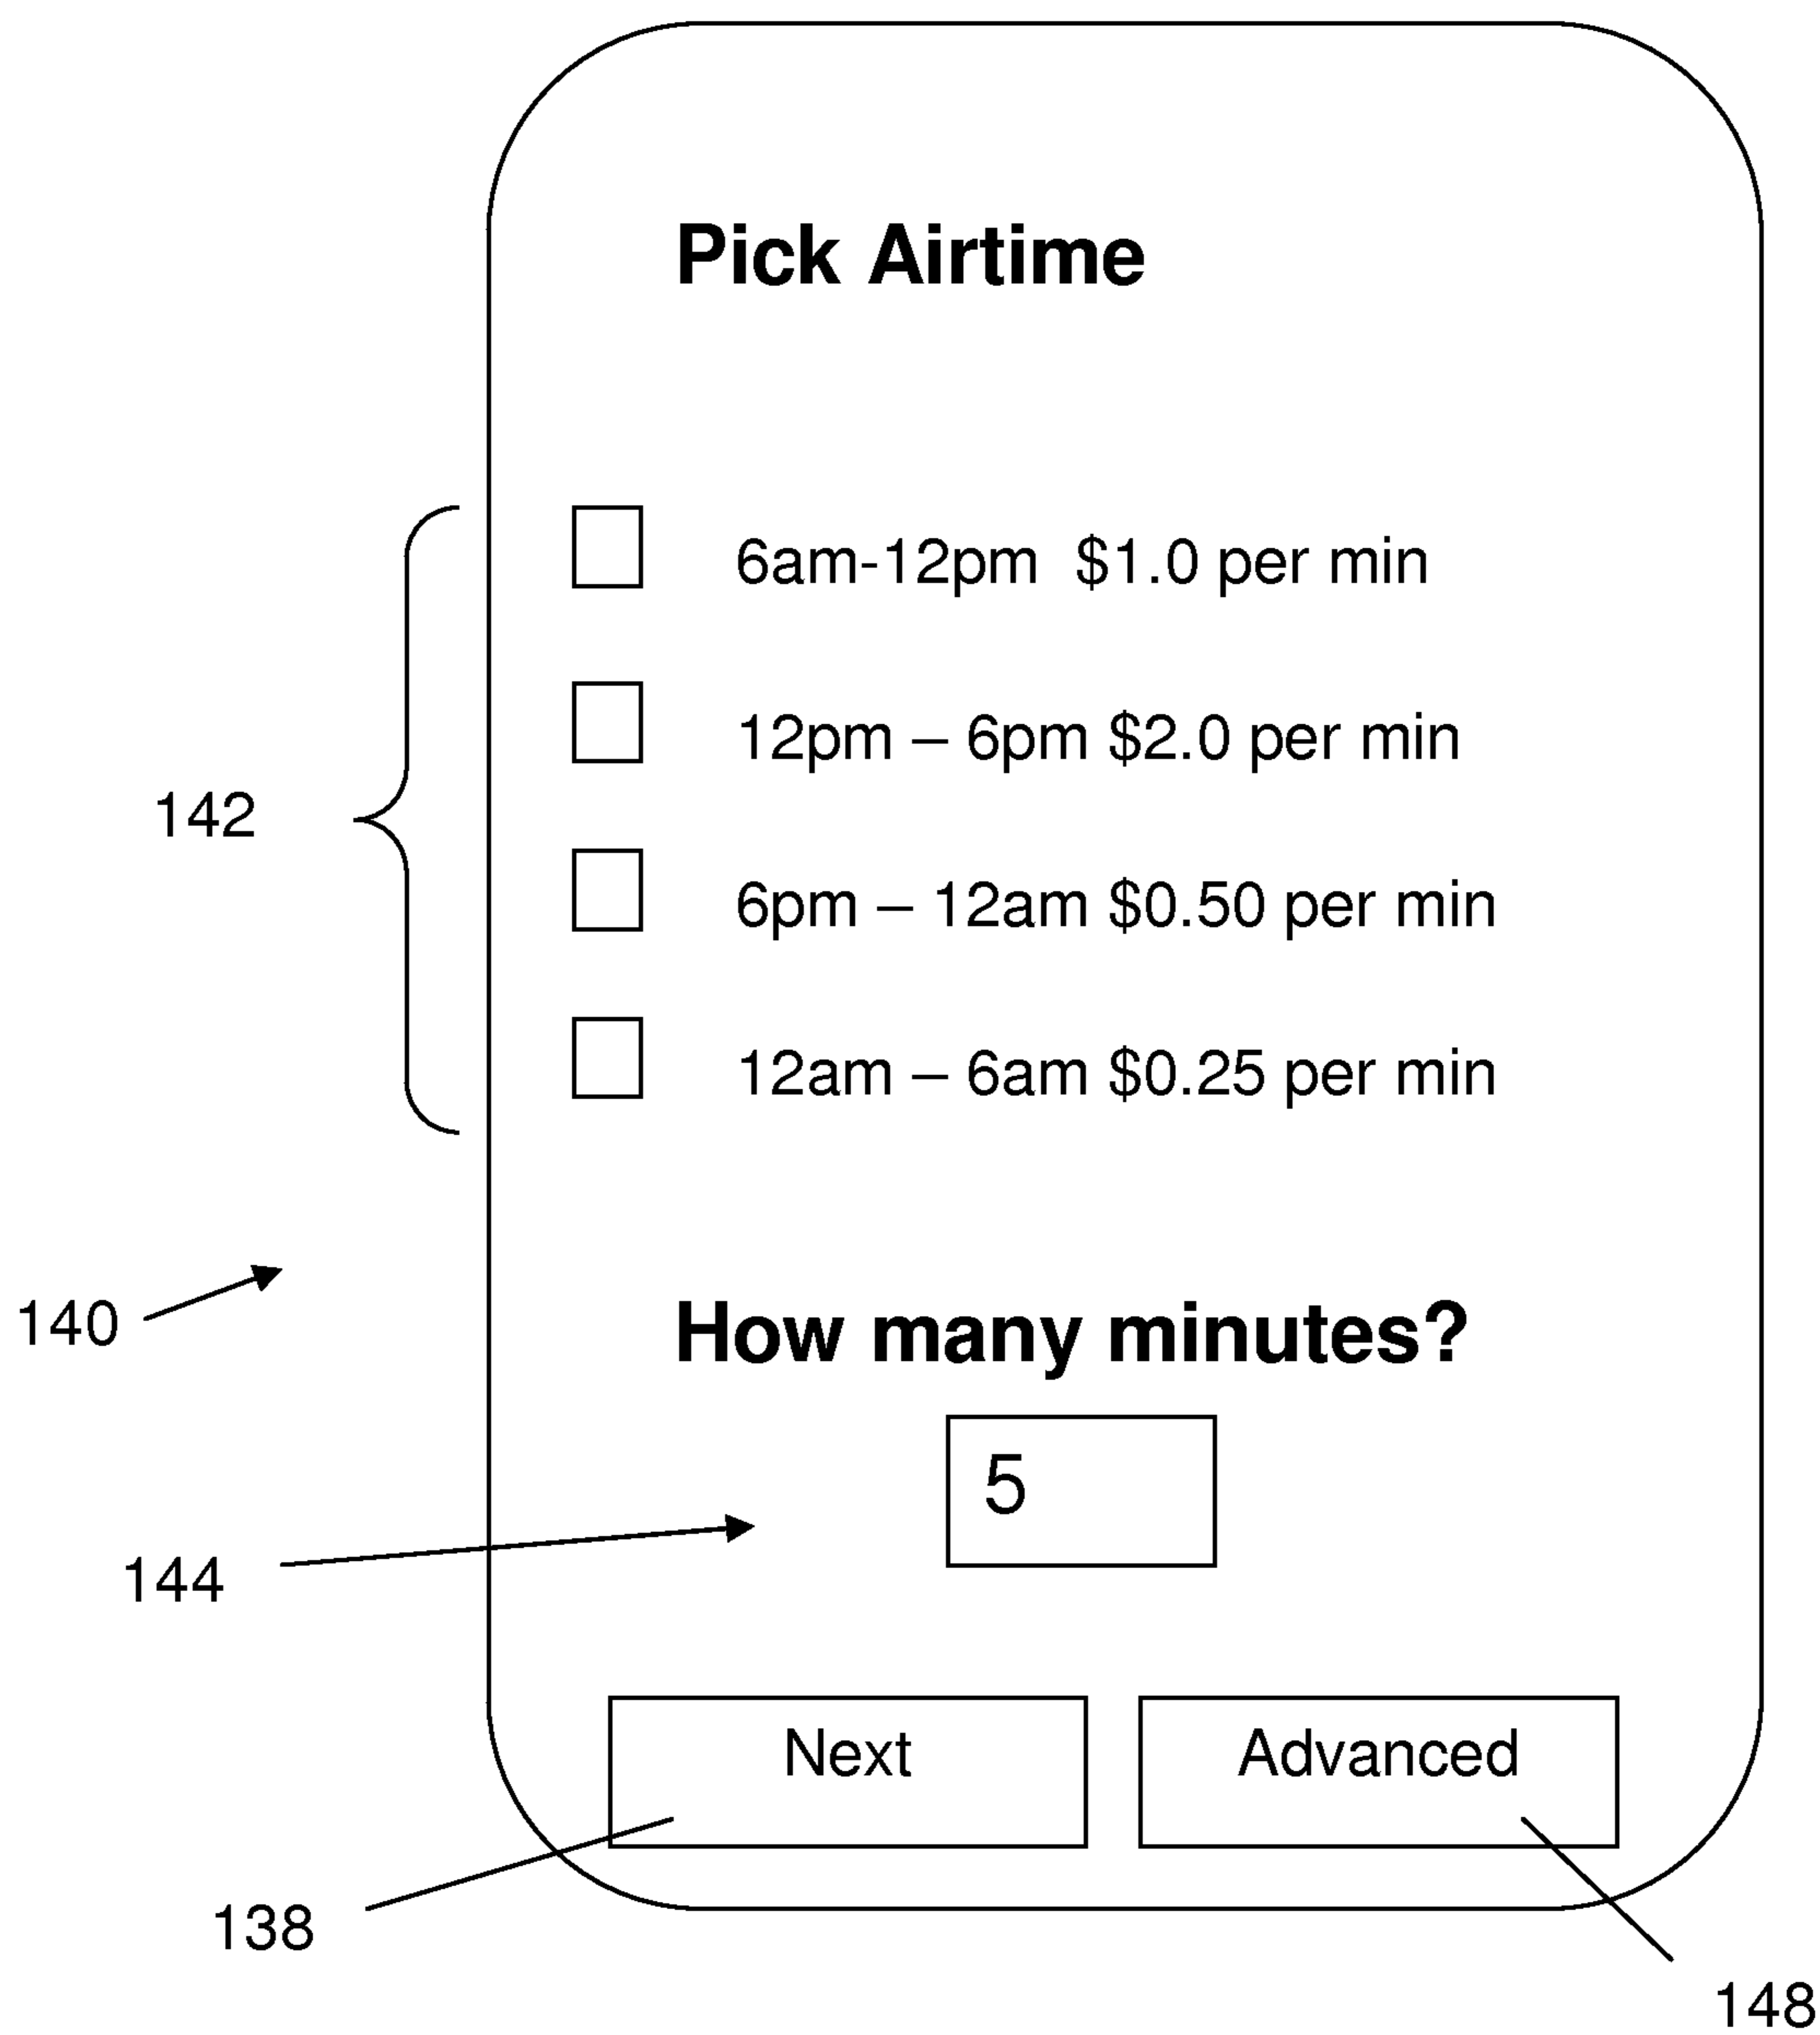 Pick Airtime
6am-12pm  $1.0 per min
12pm – 6pm $2.0 per min
142
6pm – 12am $0.50 per min
12am – 6am $0.25 per min
140
How many minutes?
5
144
Next
Advanced
138
148